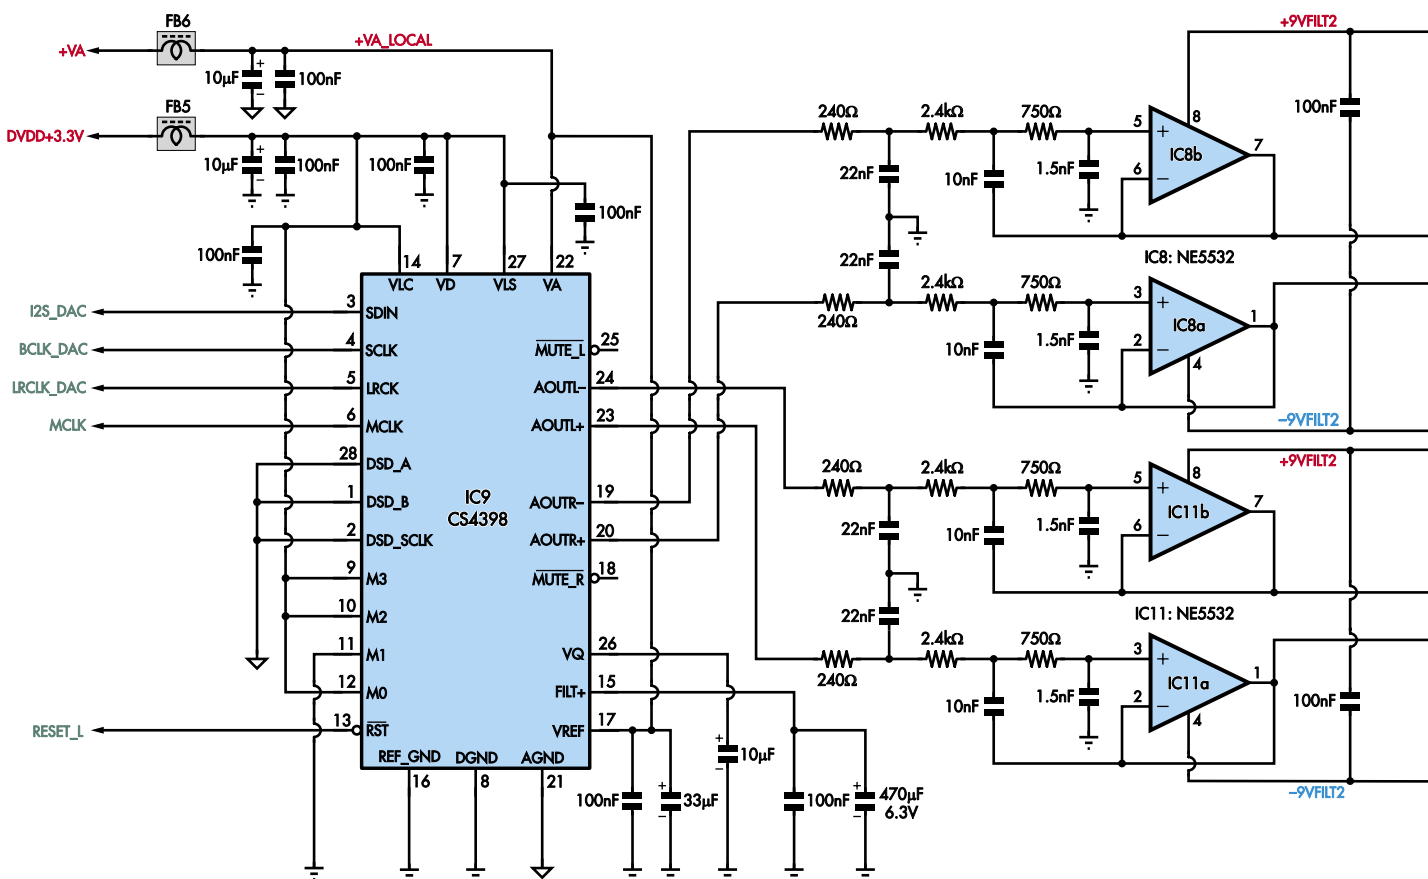 FB6
+VA
+VA_LOCAL
10µF
+
–
100nF
FB5
DVDD+3.3V
10µF
+
–
100nF
100nF
100nF
100nF
14
7
27
22
VLC
VD
VLS
VA
I2S_DAC
3
SDIN
BCLK_DAC
4
SCLK
LRCLK_DAC
5
LRCK
MCLK
6
MCLK
28
DSD_A
1
DSD_B
2
DSD_SCLK
9
M3
10
M2
11
M1
12
M0
RESET_L
13
RST
IC9
CS4398
MUTE_L
25
AOUTL–
24
AOUTL+
23
AOUTR–
19
AOUTR+
20
MUTE_R
18
VQ
26
FILT+
15
VREF
17
REF_GND
DGND
AGND
16
8
21
100nF
+
–
33µF
+
–
10µF
100nF
+
–
470µF
6.3V
+9VFILT2
240Ω
2.4kΩ
750Ω
22nF
10nF
1.5nF
5
+
6
–
8
7
IC8b
100nF
22nF
IC8: NE5532
240Ω
2.4kΩ
750Ω
10nF
1.5nF
3
+
2
–
1
4
IC8a
–9VFILT2
+9VFILT2
240Ω
2.4kΩ
750Ω
22nF
10nF
1.5nF
5
+
6
–
8
7
IC11b
22nF
IC11: NE5532
240Ω
2.4kΩ
750Ω
10nF
1.5nF
3
+
2
–
1
4
IC11a
100nF
–9VFILT2